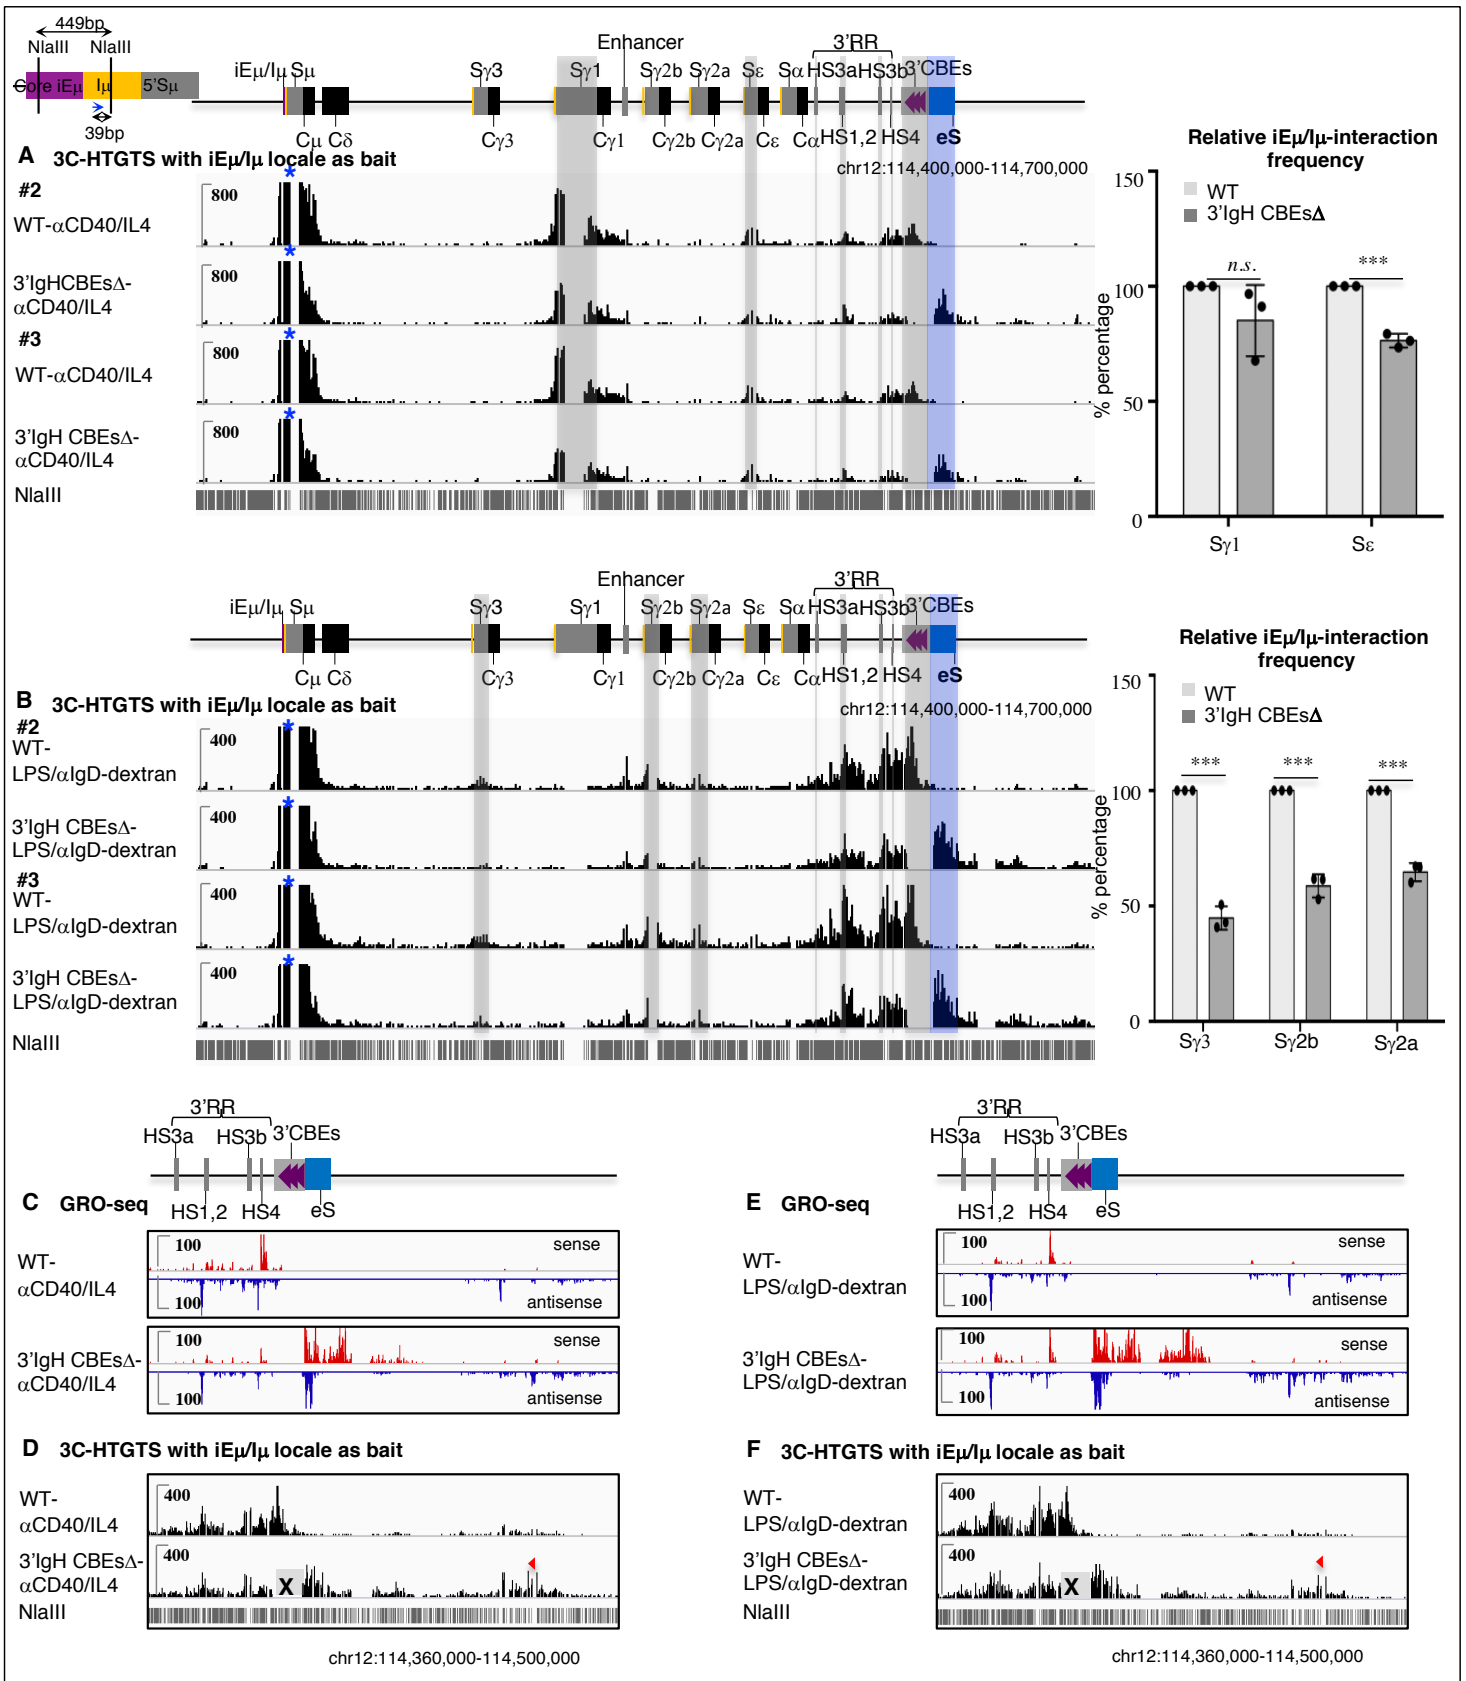 449bp
NlaIII NlaIII
Core iEμ Iμ 5'Sμ
39bp
Enhancer 3'RR
iEμ/Iμ Sμ Sγ3 Sγ1 Sγ2b Sγ2a Sε Sα HS3a HS3b 3'CBEs
Cμ Cδ Cγ3 Cγ1 Cγ2b Cγ2a Cε Cα HS1,2 HS4 eS
A 3C-HTGTS with iEμ/Iμ locale as bait
chr12:114,400,000-114,700,000
#2
WT-αCD40/IL4
800
*
3'IgHCBEsΔ-
αCD40/IL4
800
*
#3
WT-αCD40/IL4
800
*
3'IgH CBEsΔ-
αCD40/IL4
800
*
NlaIII
Relative iEμ/Iμ-interaction
frequency
WT
3'IgH CBEsΔ
% percentage
150
100
50
0
n.s. ***
Sγ1 Sε
Enhancer 3'RR
iEμ/Iμ Sμ Sγ3 Sγ1 Sγ2b Sγ2a Sε Sα HS3a HS3b 3'CBEs
Cμ Cδ Cγ3 Cγ1 Cγ2b Cγ2a Cε Cα HS1,2 HS4 eS
B 3C-HTGTS with iEμ/Iμ locale as bait
chr12:114,400,000-114,700,000
#2
WT-
LPS/αIgD-dextran
400
*
3'IgH CBEsΔ-
LPS/αIgD-dextran
400
*
#3
WT-
LPS/αIgD-dextran
400
*
3'IgH CBEsΔ-
LPS/αIgD-dextran
400
*
NlaIII
Relative iEμ/Iμ-interaction
frequency
WT
3'IgH CBEsΔ
% percentage
150
100
50
0
*** *** ***
Sγ3 Sγ2b Sγ2a
3'RR
HS3a HS3b 3'CBEs
HS1,2 HS4 eS
C GRO-seq
WT-
αCD40/IL4
100 sense
100 antisense
3'IgH CBEsΔ-
αCD40/IL4
100 sense
100 antisense
D 3C-HTGTS with iEμ/Iμ locale as bait
WT-
αCD40/IL4
400
3'IgH CBEsΔ-
αCD40/IL4
400
X
NlaIII
chr12:114,360,000-114,500,000
3'RR
HS3a HS3b 3'CBEs
HS1,2 HS4 eS
E GRO-seq
WT-
LPS/αIgD-dextran
100 sense
100 antisense
3'IgH CBEsΔ-
LPS/αIgD-dextran
100 sense
100 antisense
F 3C-HTGTS with iEμ/Iμ locale as bait
WT-
LPS/αIgD-dextran
400
3'IgH CBEsΔ-
LPS/αIgD-dextran
400
X
NlaIII
chr12:114,360,000-114,500,000